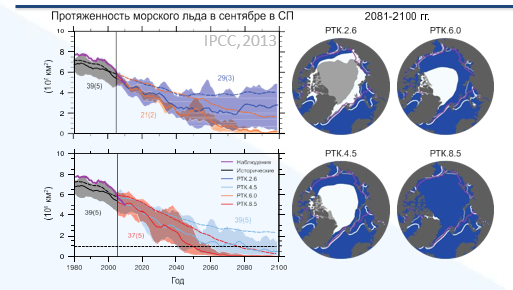 Протяженность морского льда в сентябре в СП
2081-2100 гг.
IPCC,2013
РТК.2.6
РТК.6.0
10
8
6
4
2
0
(10⁶ км²)
39(5)
29(3)
21(2)
РТК.4.5
РТК.8.5
10
8
6
4
2
0
(10⁶ км²)
Наблюдения
Исторические
РТК.2.6
РТК.4.5
РТК.6.0
РТК.8.5
39(5)
39(5)
37(5)
1980
2000
2020
2040
2060
2080
2100
Год